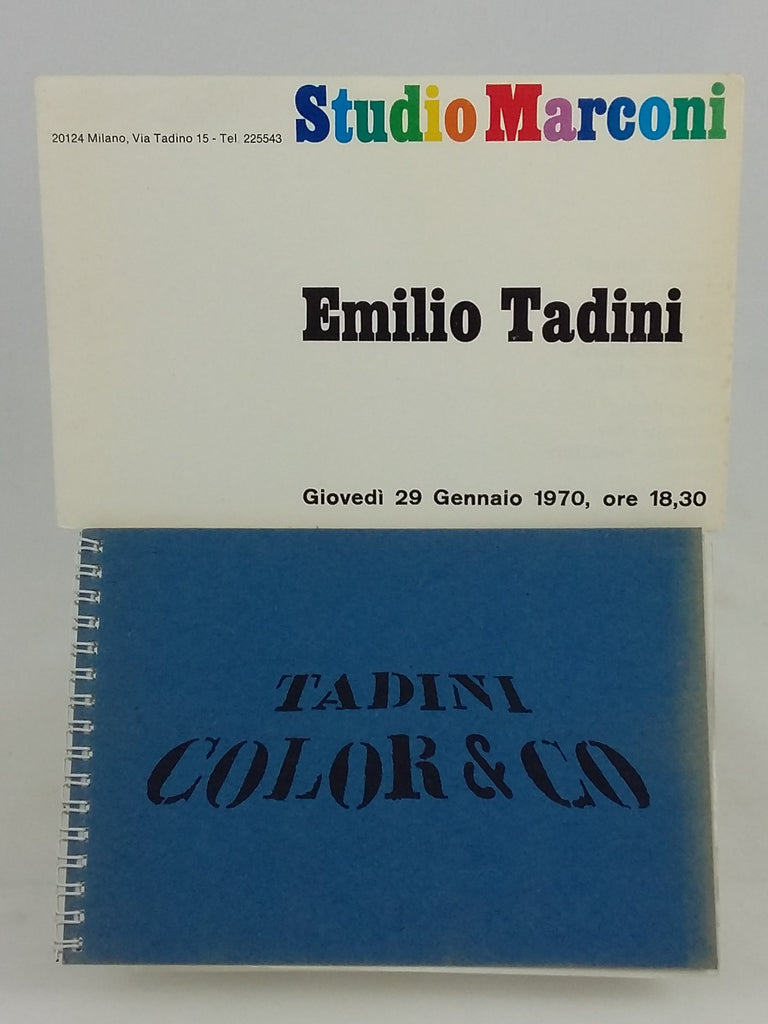 20124 Milano, Via Tadino 15 - Tel. 225543 Studio Marconi
Emilio Tadini
Giovedì 29 Gennaio 1970, ore 18,30
TADINI
COLOR & CO